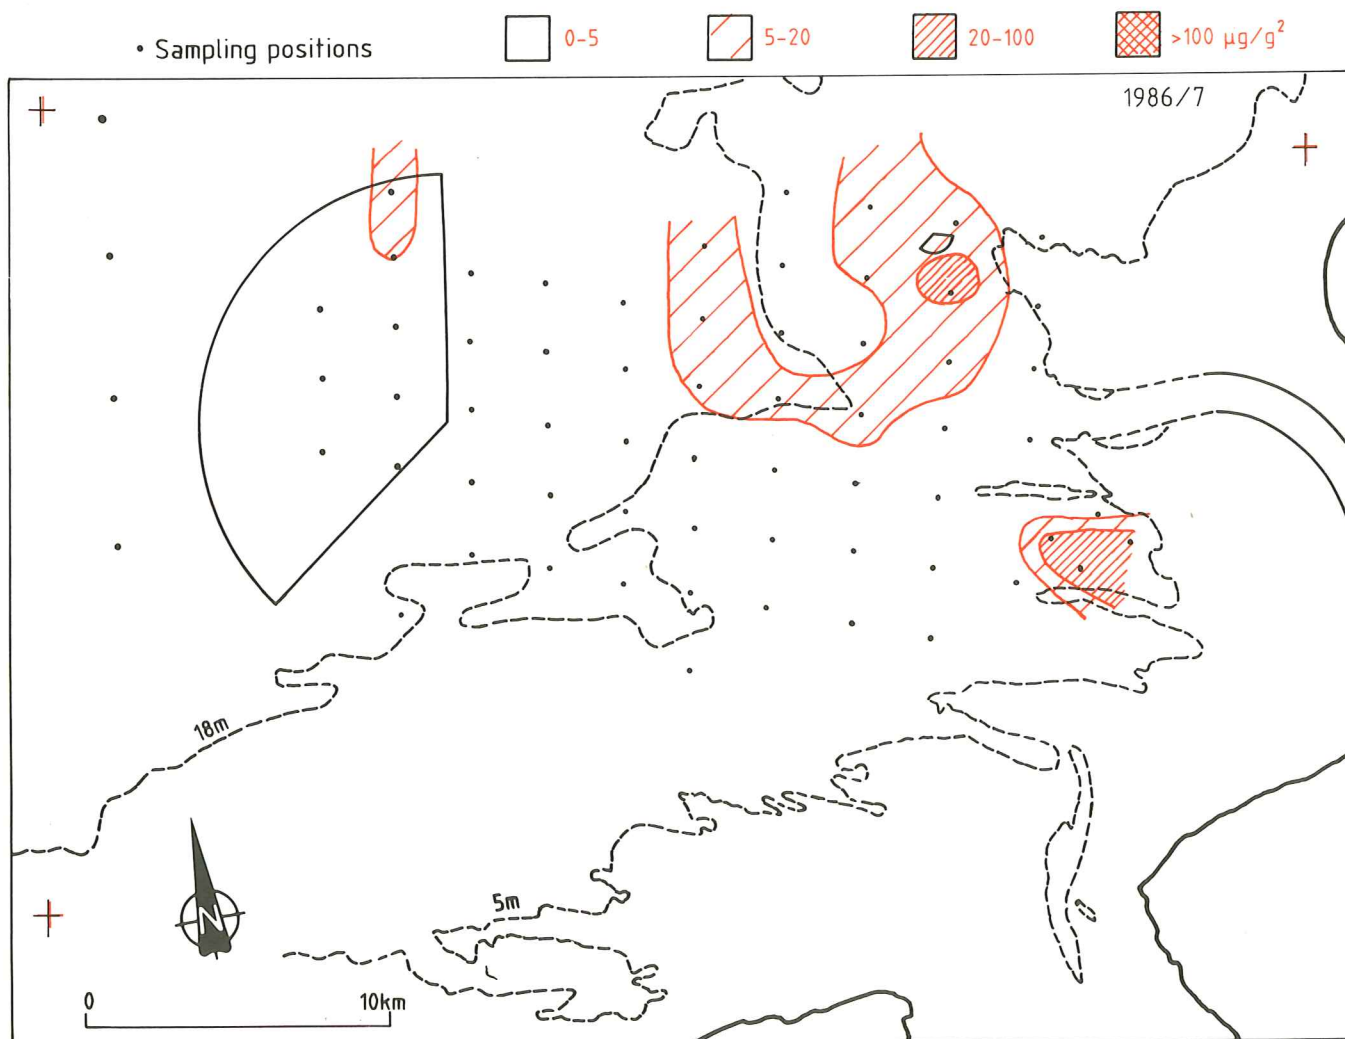 • Sampling positions 0-5 5-20 20-100 >100 µg/g²
1986/7
18m
5m
N
0 10km